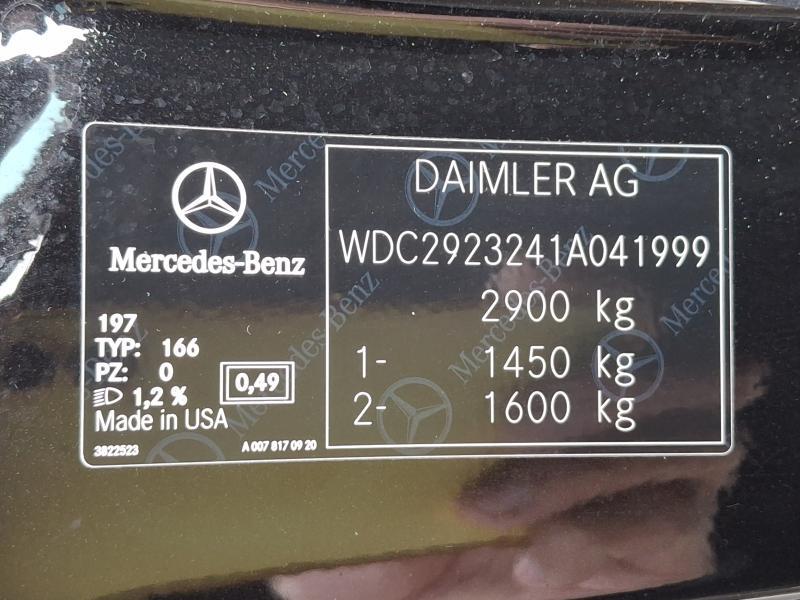 Mercedes-Benz
197
TYP: 166
PZ: 0
1,2 %
0,49
Made in USA
3822523
A 007 817 09 20
DAIMLER AG
WDC2923241A041999
2900 kg
1- 1450 kg
2- 1600 kg